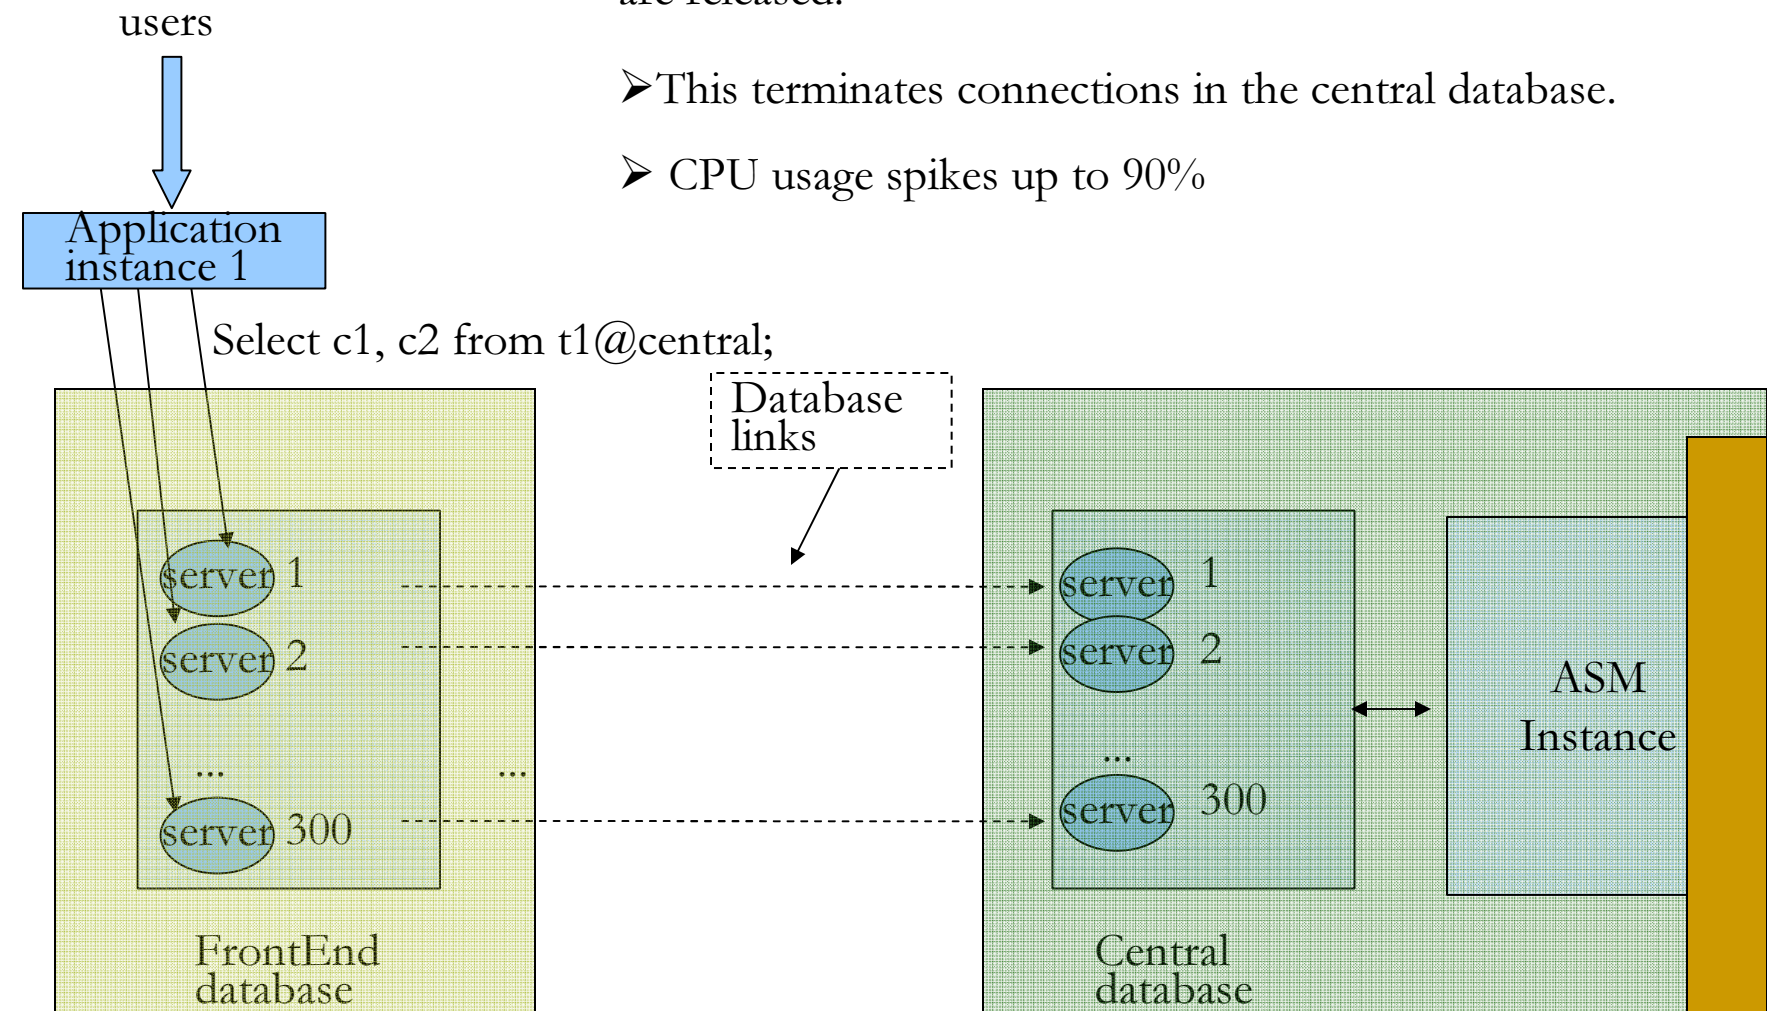 are released.
users
➢This terminates connections in the central database.
➢ CPU usage spikes up to 90%
Application
instance 1
Select c1, c2 from t1@central;
Database
links
server 1
server 2
...
...
server 300
server 1
server 2
...
server 300
ASM
Instance
FrontEnd
database
Central
database